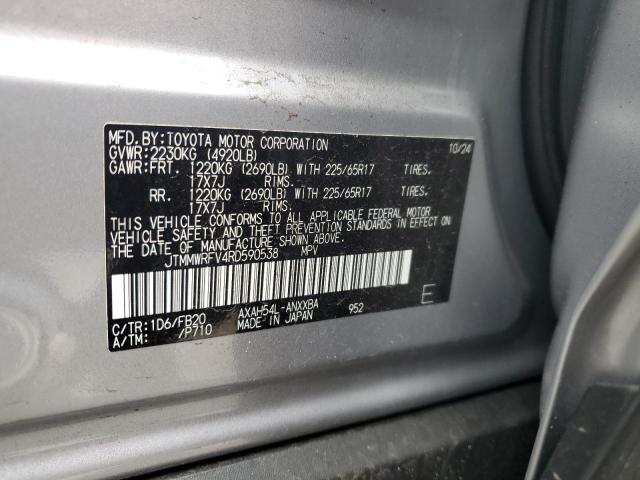 MFD.BY:TOYOTA MOTOR CORPORATION 10/24
GVWR:2230KG (4920LB)
GAWR:FRT. 1220KG (2690LB) WITH 225/65R17 TIRES.
17X7J RIMS.
RR. 1220KG (2690LB) WITH 225/65R17 TIRES.
17X7J RIMS.
THIS VEHICLE CONFORMS TO ALL APPLICABLE FEDERAL MOTOR
VEHICLE SAFETY AND THEFT PREVENTION STANDARDS IN EFFECT ON
THE DATE OF MANUFACTURE SHOWN ABOVE.
JTMMWRFV4RD590538 MPV
C/TR:1D6/FB20 AXAH54L-ANXXBA 952 E
A/TM: /P710 MADE IN JAPAN